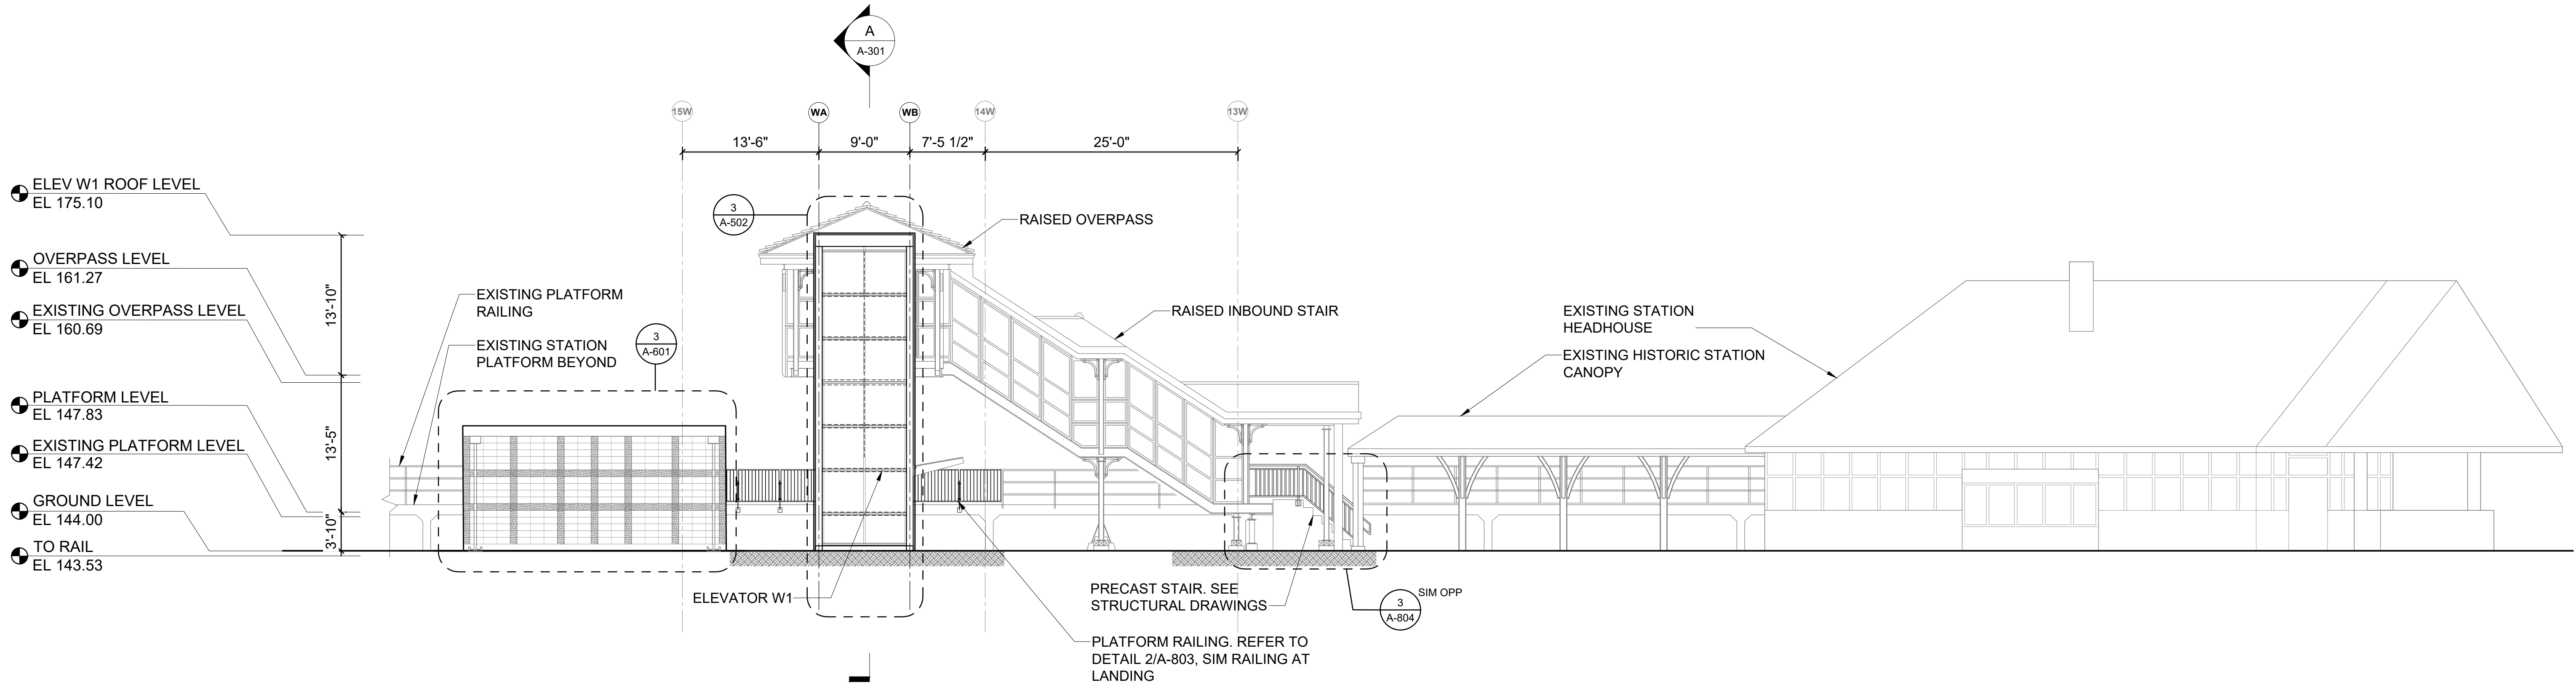 A
A-301
15W
WA
WB
14W
13W
13'-6"
9'-0"
7'-5 1/2"
25'-0"
ELEV W1 ROOF LEVEL
EL 175.10
OVERPASS LEVEL
EL 161.27
EXISTING OVERPASS LEVEL
EL 160.69
PLATFORM LEVEL
EL 147.83
EXISTING PLATFORM LEVEL
EL 147.42
GROUND LEVEL
EL 144.00
TO RAIL
EL 143.53
13'-10"
13'-5"
3'-10"
EXISTING PLATFORM
RAILING
EXISTING STATION
PLATFORM BEYOND
3
A-601
3
A-502
RAISED OVERPASS
RAISED INBOUND STAIR
EXISTING STATION
HEADHOUSE
EXISTING HISTORIC STATION
CANOPY
ELEVATOR W1
PRECAST STAIR. SEE
STRUCTURAL DRAWINGS
PLATFORM RAILING. REFER TO
DETAIL 2/A-803, SIM RAILING AT
LANDING
3
A-804
SIM OPP